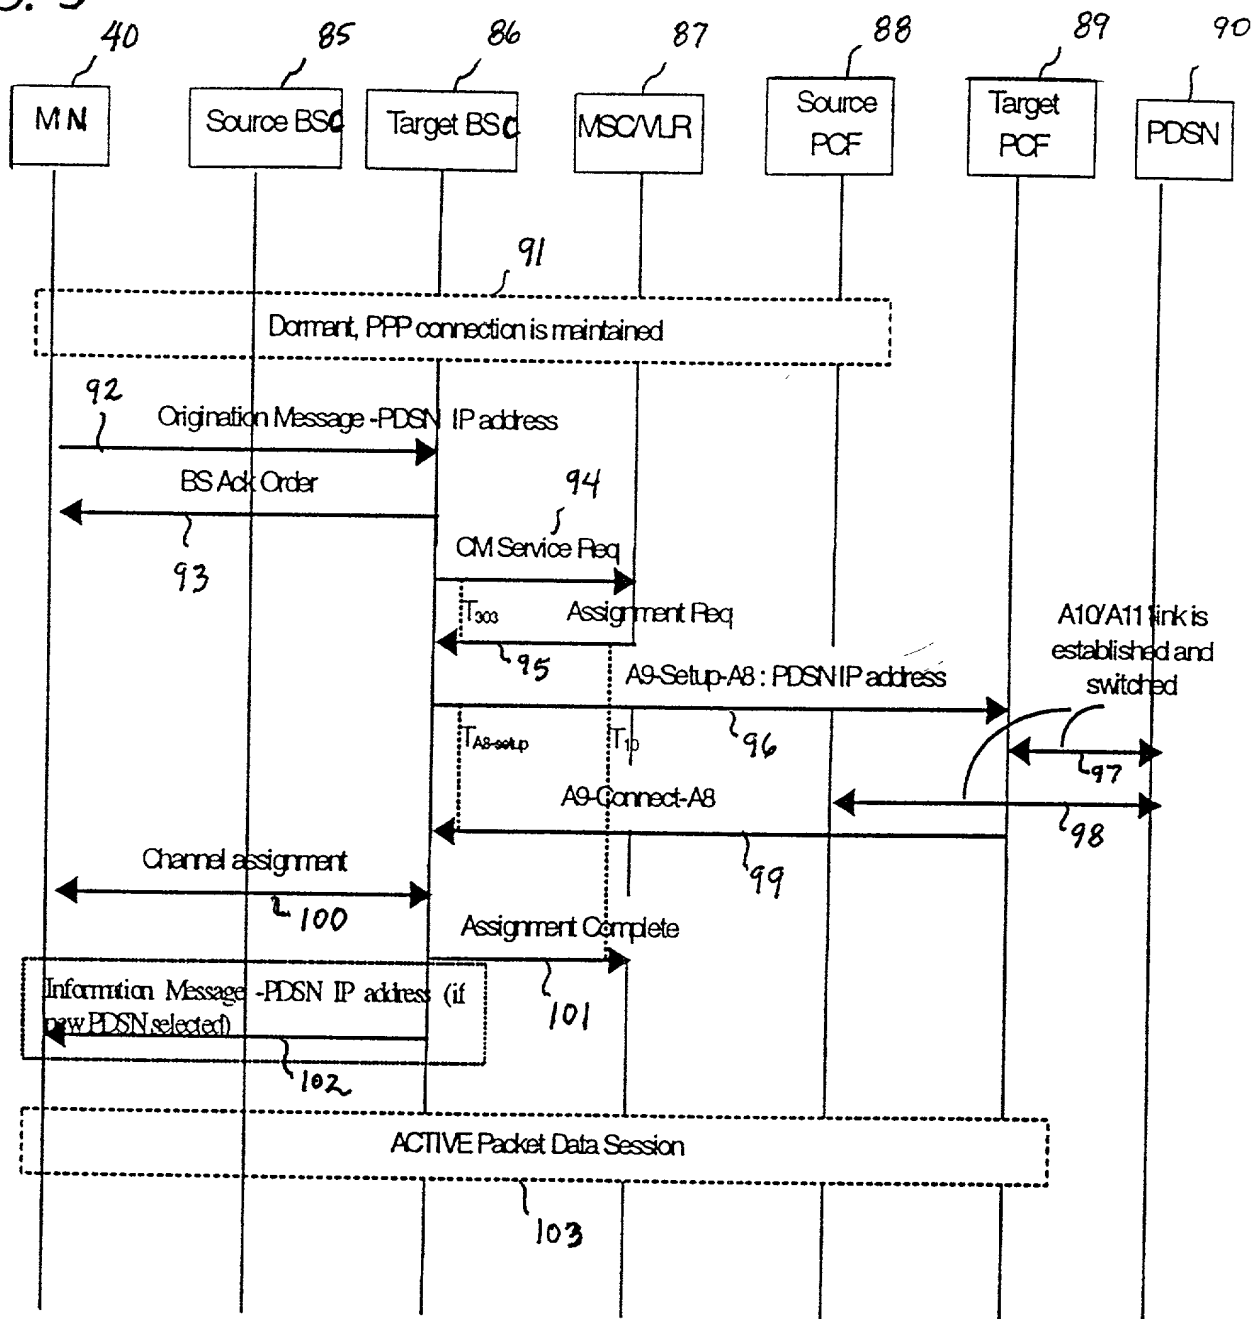 40 85 86 87 88 89 90
MN
Source BSC
Target BSC
MSC/VLR
Source
PCF
Target
PCF
PDSN
91
Dormant, PPP connection is maintained
92
Origination Message -PDSN IP address
BS Ack Order
93
94
CM Service Req
T303
Assignment Req
95
A10/A11 link is
established and
switched
A9-Setup-A8 : PDSN IP address
96
TA8-setup
T10
97
A9-Connect-A8
98
99
Channel assignment
100
Assignment Complete
101
Information Message -PDSN IP address (if
new PDSN selected)
102
ACTIVE Packet Data Session
103